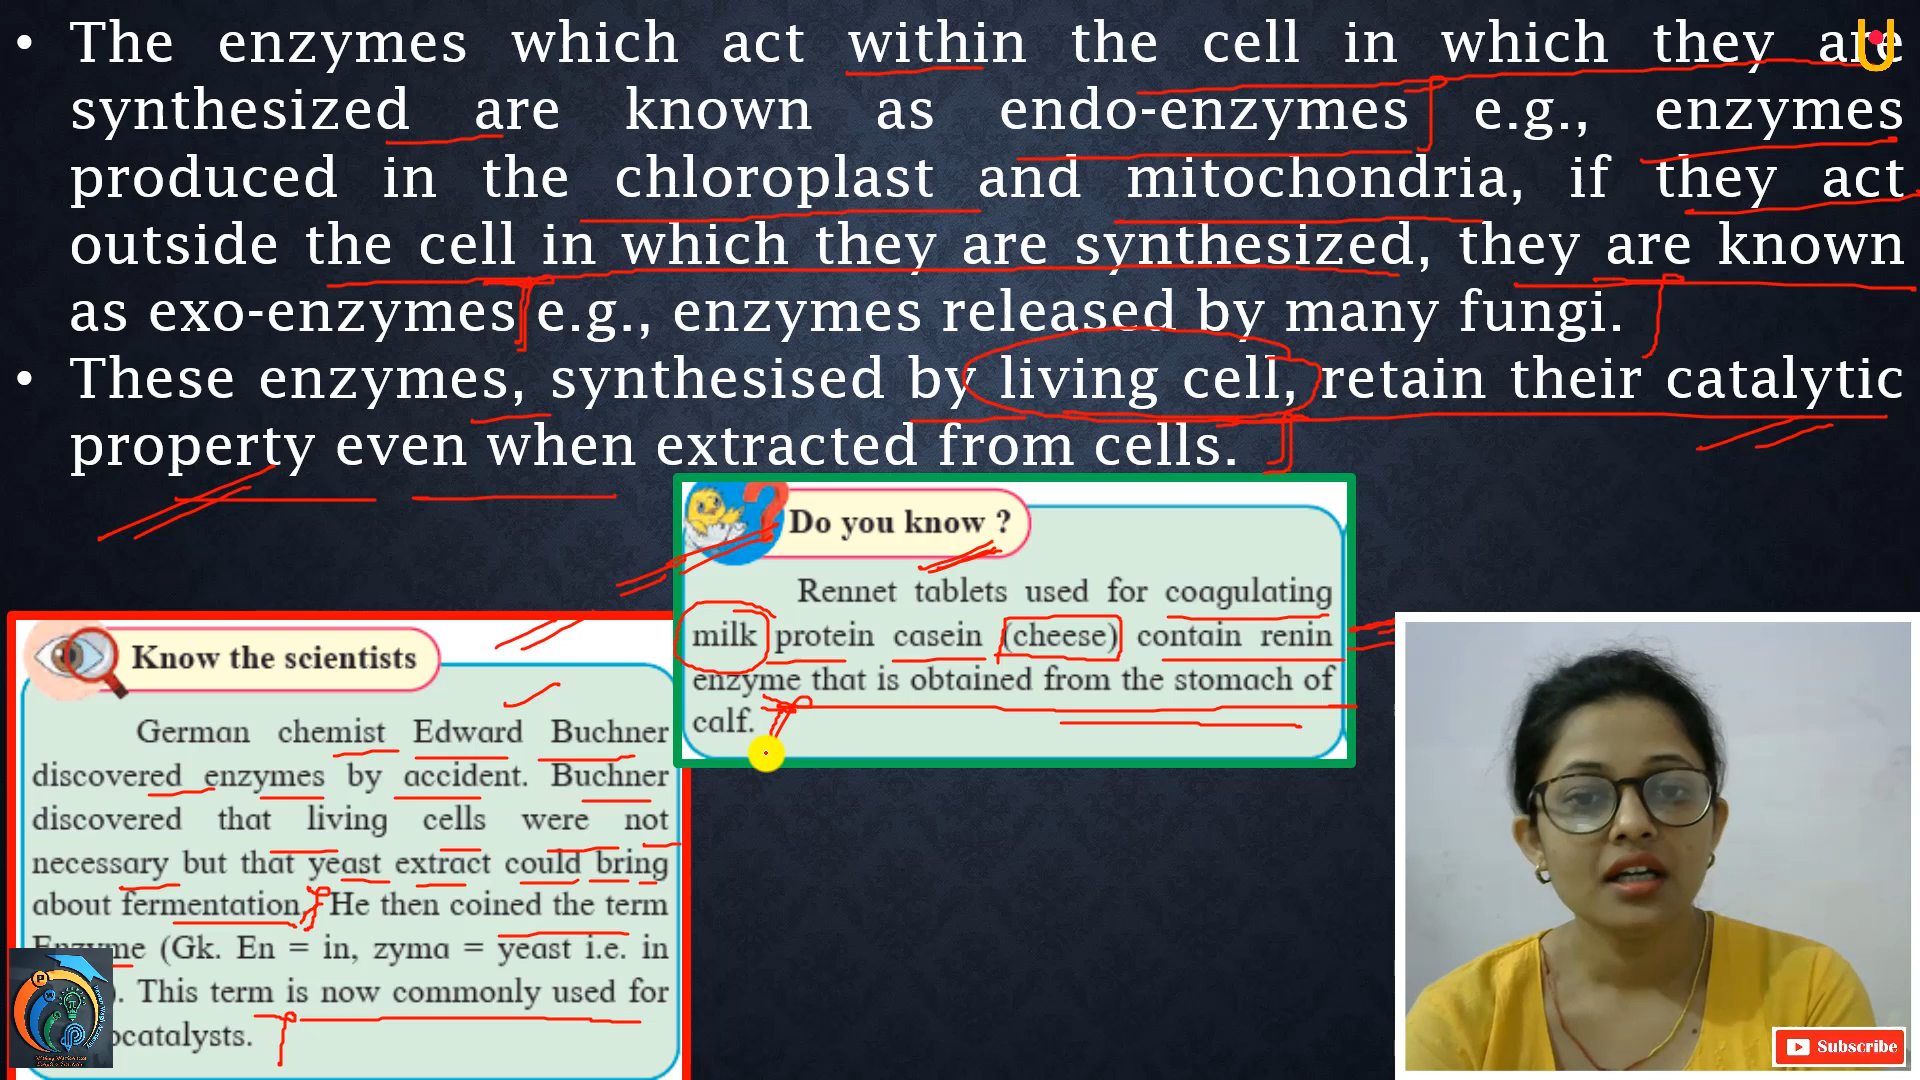 • The enzymes which act within the cell in which they are
synthesized are known as endo-enzymes e.g., enzymes
produced in the chloroplast and mitochondria, if they act
outside the cell in which they are synthesized, they are known
as exo-enzymes e.g., enzymes released by many fungi.
• These enzymes, synthesised by living cell, retain their catalytic
property even when extracted from cells.
Do you know ?
Rennet tablets used for coagulating
milk protein casein (cheese) contain renin
enzyme that is obtained from the stomach of
calf.
Know the scientists
German chemist Edward Buchner
discovered enzymes by accident. Buchner
discovered that living cells were not
necessary but that yeast extract could bring
about fermentation. He then coined the term
Enzyme (Gk. En = in, zyma = yeast i.e. in
. This term is now commonly used for
ocatalysts.
Subscribe